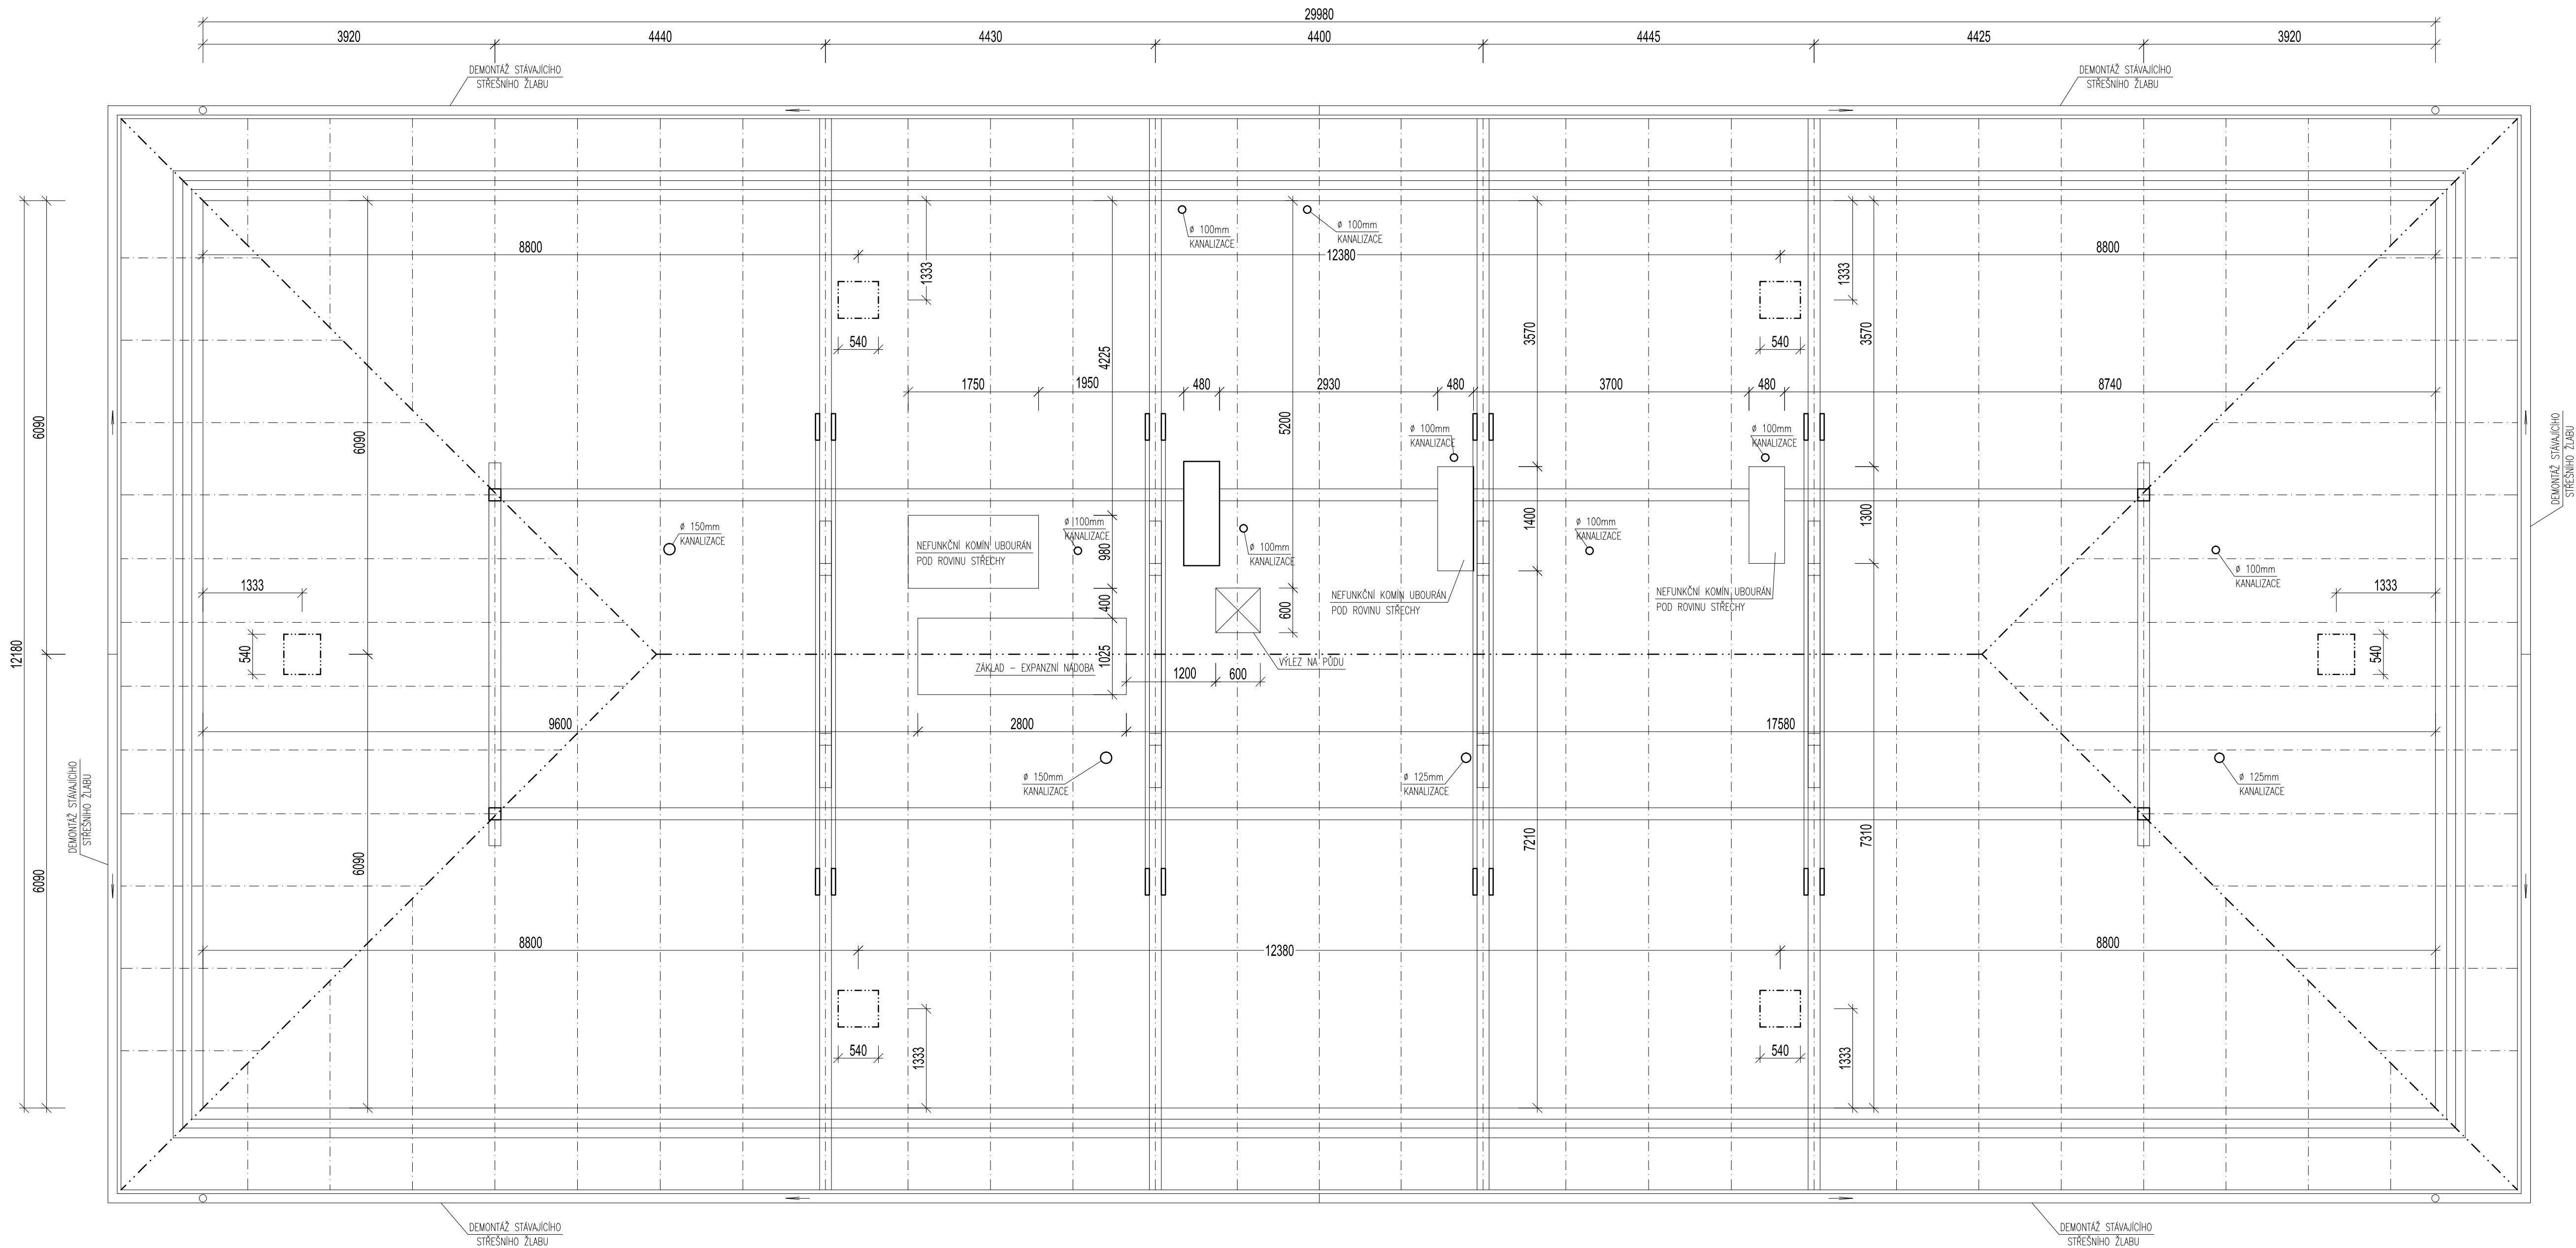 29980
3920 4440 4430 4400 4445 4425 3920
DEMONTÁŽ STÁVAJÍCÍHO
STŘEŠNÍHO ŽLABU
DEMONTÁŽ STÁVAJÍCÍHO
STŘEŠNÍHO ŽLABU
ø 100mm
KANALIZACE
ø 100mm
KANALIZACE
8800 12380 8800
1333
1333
540
540
4225
3570
3570
1750 1950 480 2930 480 3700 480 8740
5200
6090
6090
12180
ø 100mm
KANALIZACE
ø 100mm
KANALIZACE
DEMONTÁŽ STÁVAJÍCÍHO
STŘEŠNÍHO ŽLABU
ø 150mm
KANALIZACE
ø 100mm
KANALIZACE
NEFUNKČNÍ KOMÍN UBOURÁN
POD ROVINU STŘECHY
980
ø 100mm
KANALIZACE
1400
ø 100mm
KANALIZACE
1300
ø 100mm
KANALIZACE
1333
1333
400
600
NEFUNKČNÍ KOMÍN UBOURÁN
POD ROVINU STŘECHY
NEFUNKČNÍ KOMÍN UBOURÁN
POD ROVINU STŘECHY
540
540
ZÁKLAD – EXPANZNÍ NÁDOBA
1025
VÝLEZ NA PŮDU
1200 600
9600 2800 17580
ø 150mm
KANALIZACE
ø 125mm
KANALIZACE
ø 125mm
KANALIZACE
DEMONTÁŽ STÁVAJÍCÍHO
STŘEŠNÍHO ŽLABU
6090
6090
7210
7310
8800 12380 8800
540
1333
540
1333
DEMONTÁŽ STÁVAJÍCÍHO
STŘEŠNÍHO ŽLABU
DEMONTÁŽ STÁVAJÍCÍHO
STŘEŠNÍHO ŽLABU